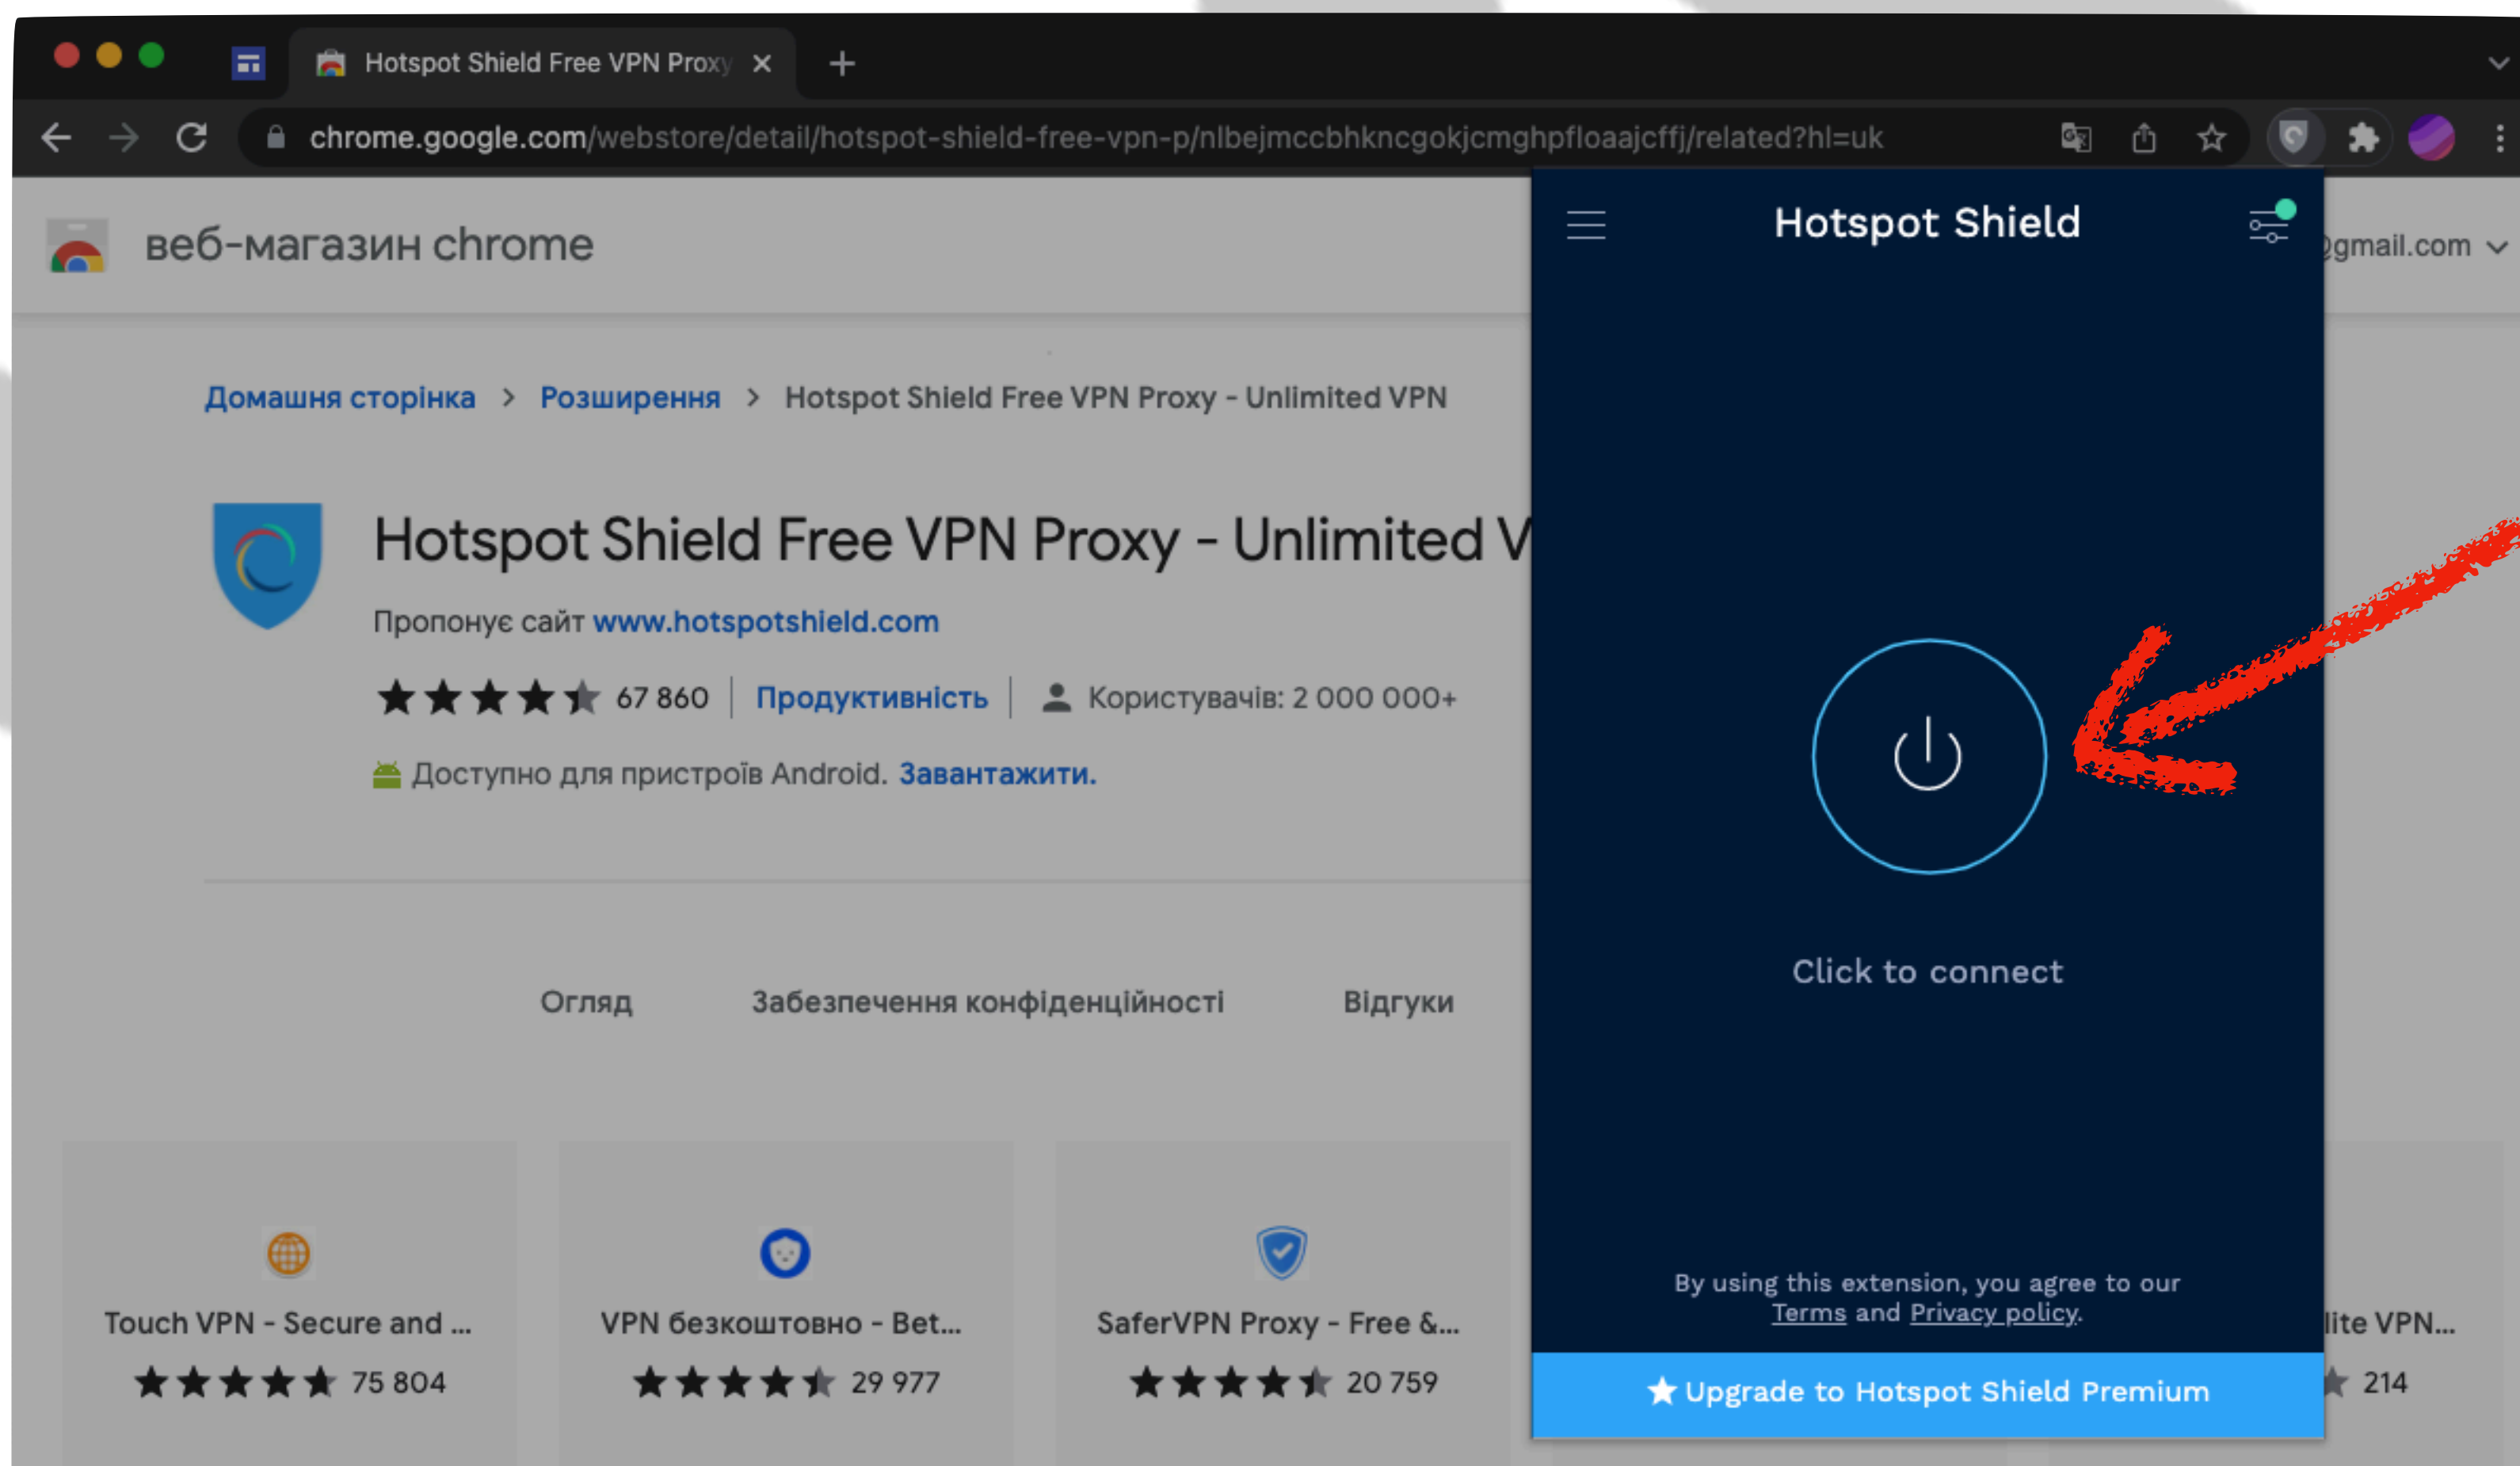 Hotspot Shield Free VPN Proxy
chrome.google.com/webstore/detail/hotspot-shield-free-vpn-p/nlbejmccbhkncgokjcmghpfloaajcffj/related?hl=uk
веб-магазин chrome
@gmail.com
Домашня сторінка > Розширення > Hotspot Shield Free VPN Proxy - Unlimited VPN
Hotspot Shield Free VPN Proxy - Unlimited V
Пропонує сайт www.hotspotshield.com
67 860 | Продуктивність | Користувачів: 2 000 000+
Доступно для пристроїв Android. Завантажити.
Огляд Забезпечення конфіденційності Відгуки
Touch VPN - Secure and ...
75 804
VPN безкоштовно - Bet...
29 977
SaferVPN Proxy - Free &...
20 759
lite VPN...
214
Hotspot Shield
Click to connect
By using this extension, you agree to our
Terms and Privacy policy.
Upgrade to Hotspot Shield Premium